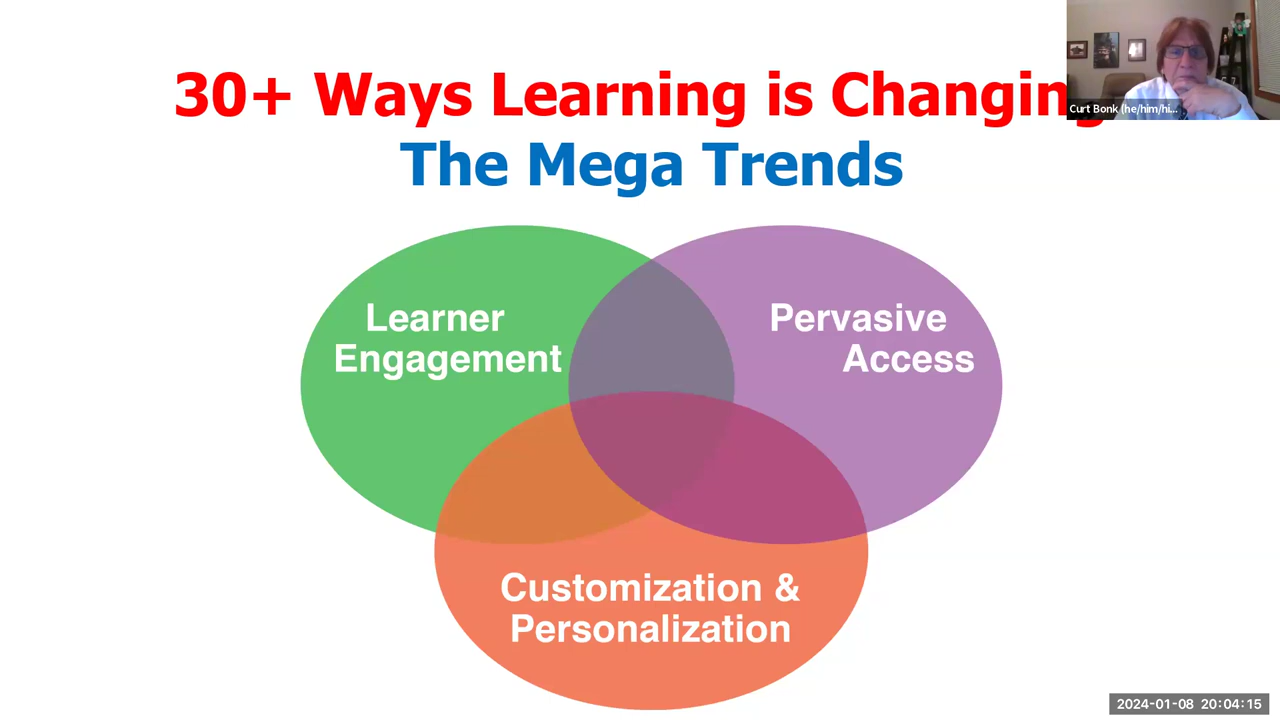 30+ Ways Learning is Changing
The Mega Trends
Learner
Engagement
Pervasive
Access
Customization &
Personalization
Curt Bonk (he/him/hi...
2024-01-08 20:04:15